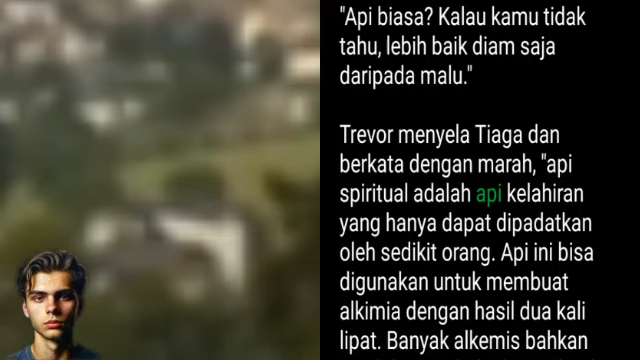 "Api biasa? Kalau kamu tidak
tahu, lebih baik diam saja
daripada malu."
Trevor menyela Tiaga dan
berkata dengan marah, "api
spiritual adalah api kelahiran
yang hanya dapat dipadatkan
oleh sedikit orang. Api ini bisa
digunakan untuk membuat
alkimia dengan hasil dua kali
lipat. Banyak alkemis bahkan